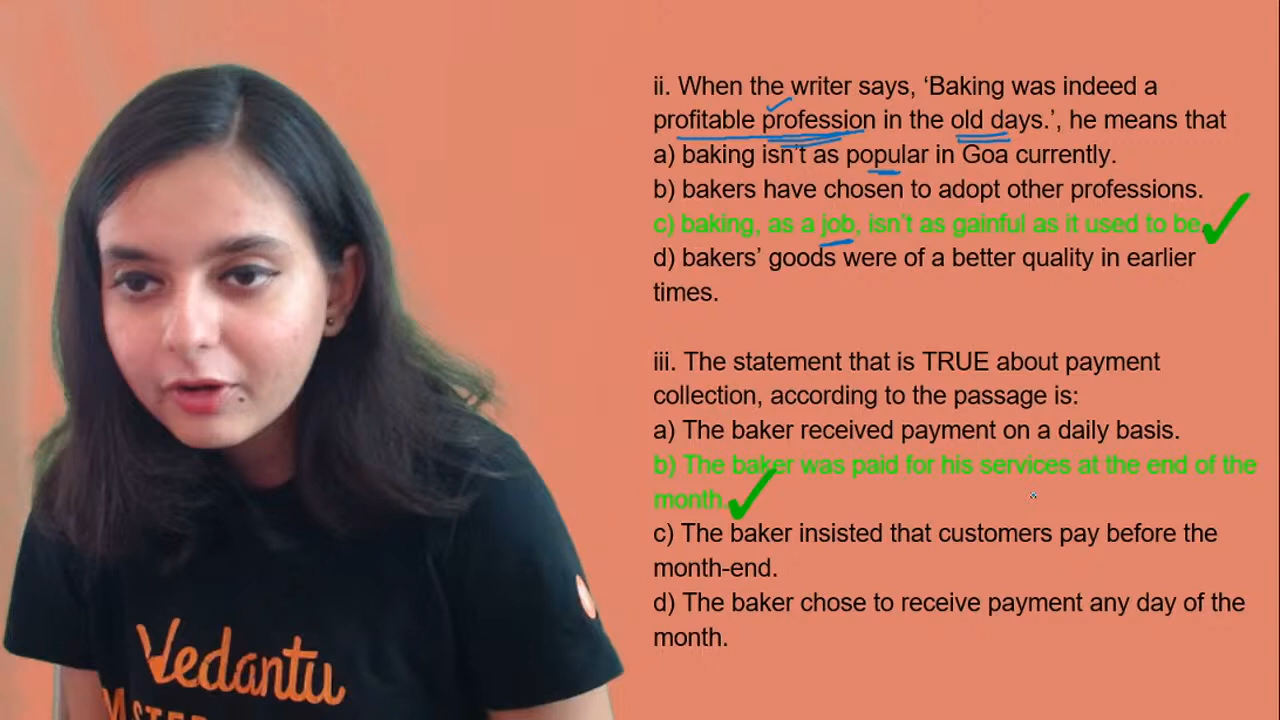 ii. When the writer says, ‘Baking was indeed a
profitable profession in the old days.’, he means that
a) baking isn’t as popular in Goa currently.
b) bakers have chosen to adopt other professions.
c) baking, as a job, isn’t as gainful as it used to be.
d) bakers’ goods were of a better quality in earlier
times.
iii. The statement that is TRUE about payment
collection, according to the passage is:
a) The baker received payment on a daily basis.
b) The baker was paid for his services at the end of the
month.
c) The baker insisted that customers pay before the
month-end.
d) The baker chose to receive payment any day of the
month.
Vedantu